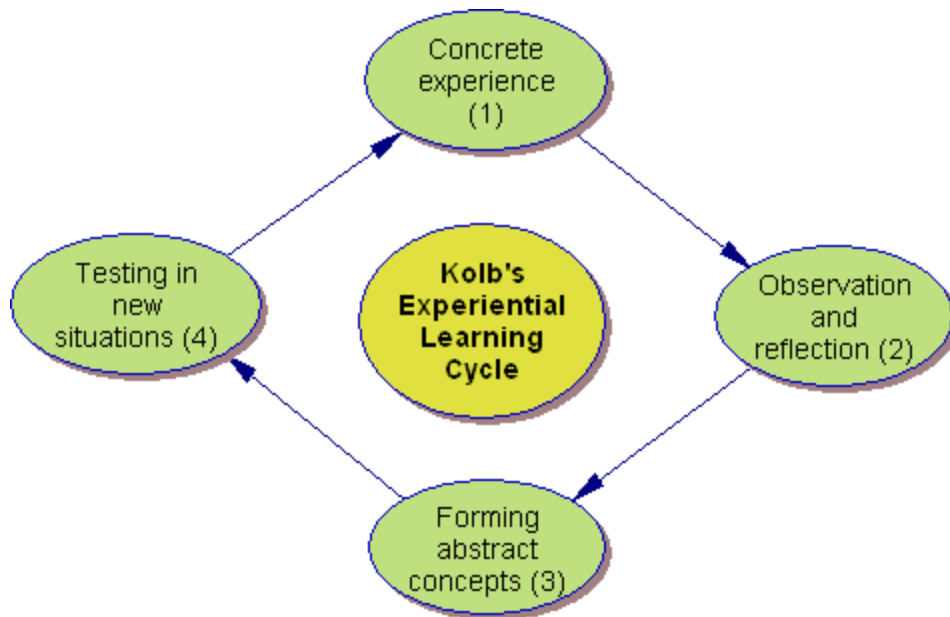 Concrete
experience
(1)
Observation
and
reflection (2)
Forming
abstract
concepts (3)
Testing in
new
situations (4)
Kolb's
Experiential
Learning
Cycle